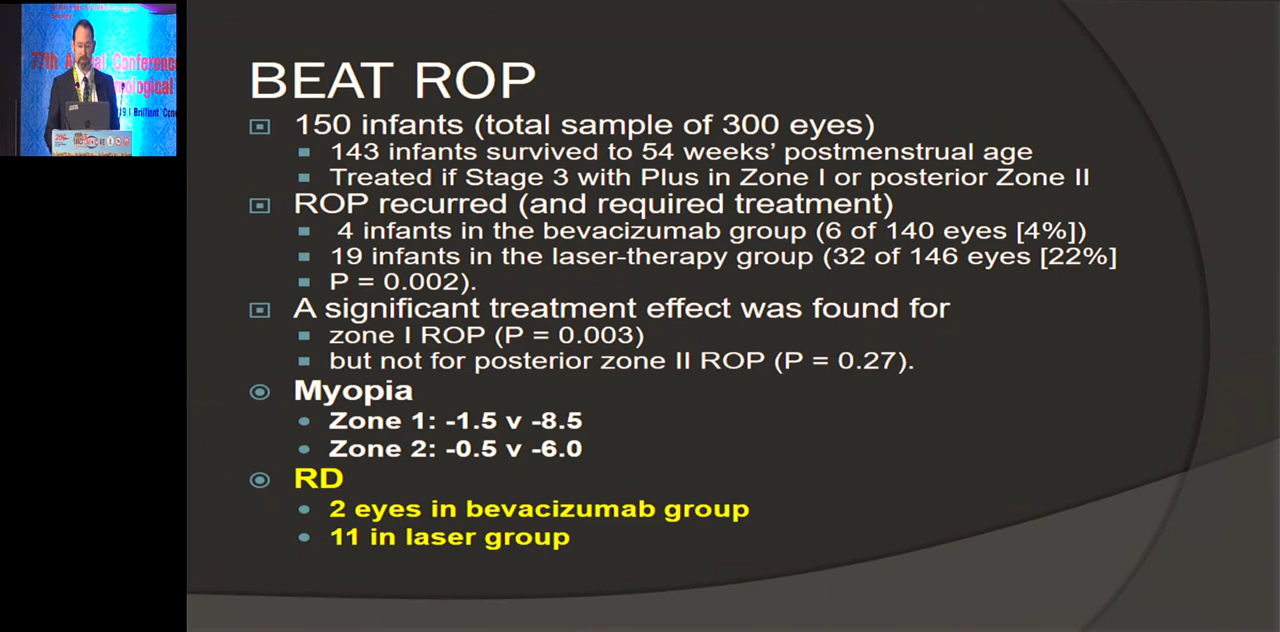 77th Annual Conference
BEAT ROP
150 infants (total sample of 300 eyes)
143 infants survived to 54 weeks' postmenstrual age
Treated if Stage 3 with Plus in Zone I or posterior Zone II
ROP recurred (and required treatment)
4 infants in the bevacizumab group (6 of 140 eyes [4%])
19 infants in the laser-therapy group (32 of 146 eyes [22%]
P = 0.002).
A significant treatment effect was found for
zone I ROP (P = 0.003)
but not for posterior zone II ROP (P = 0.27).
Myopia
Zone 1: -1.5 v -8.5
Zone 2: -0.5 v -6.0
RD
2 eyes in bevacizumab group
11 in laser group